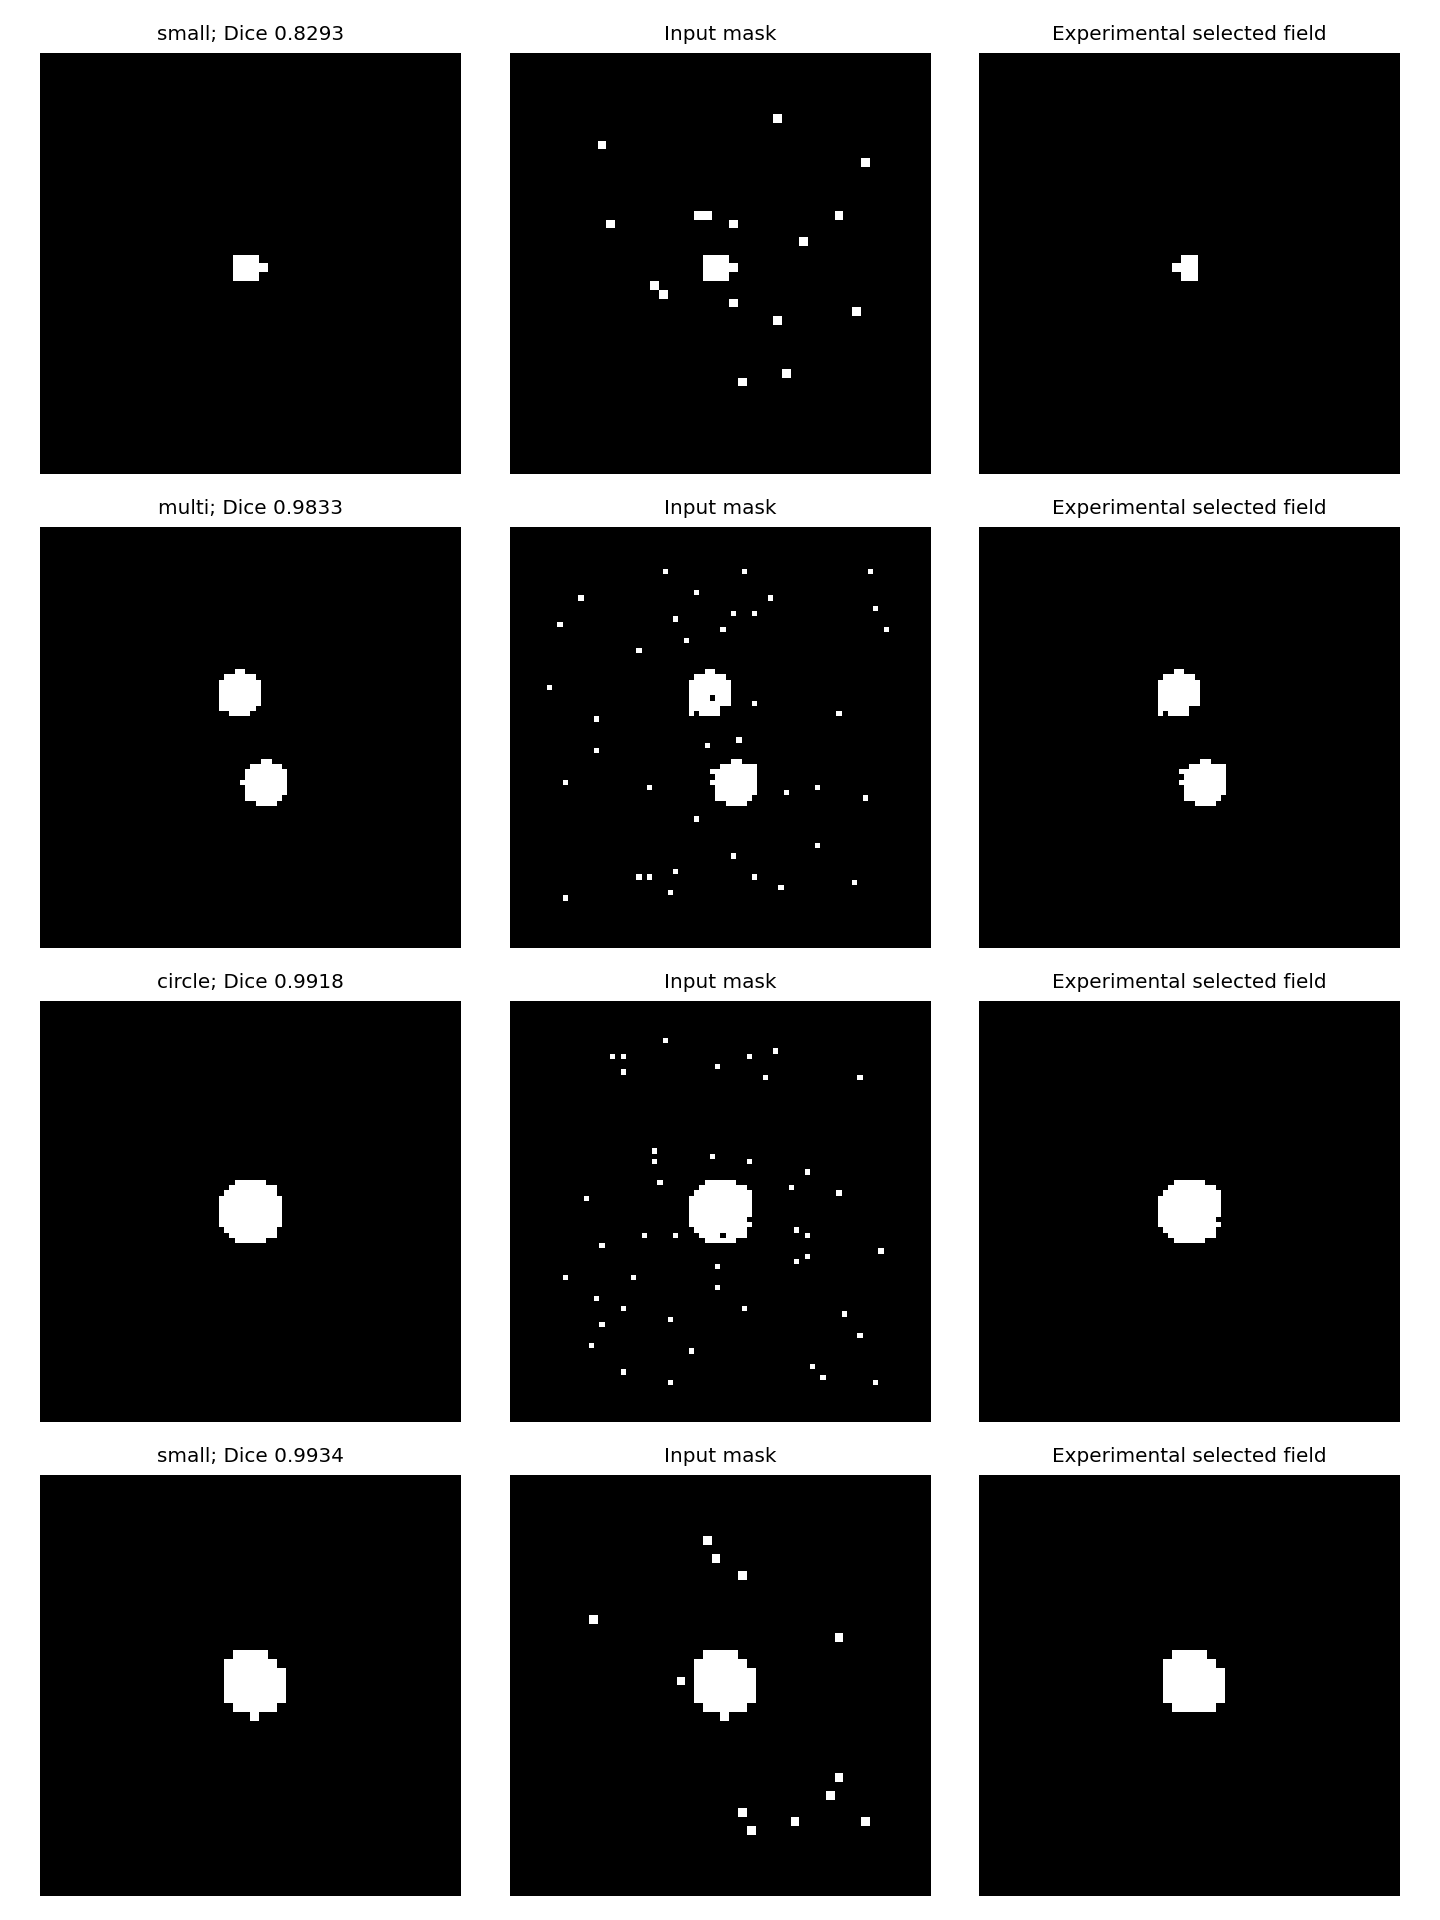 small; Dice 0.8293
Input mask
Experimental selected field
multi; Dice 0.9833
Input mask
Experimental selected field
circle; Dice 0.9918
Input mask
Experimental selected field
small; Dice 0.9934
Input mask
Experimental selected field